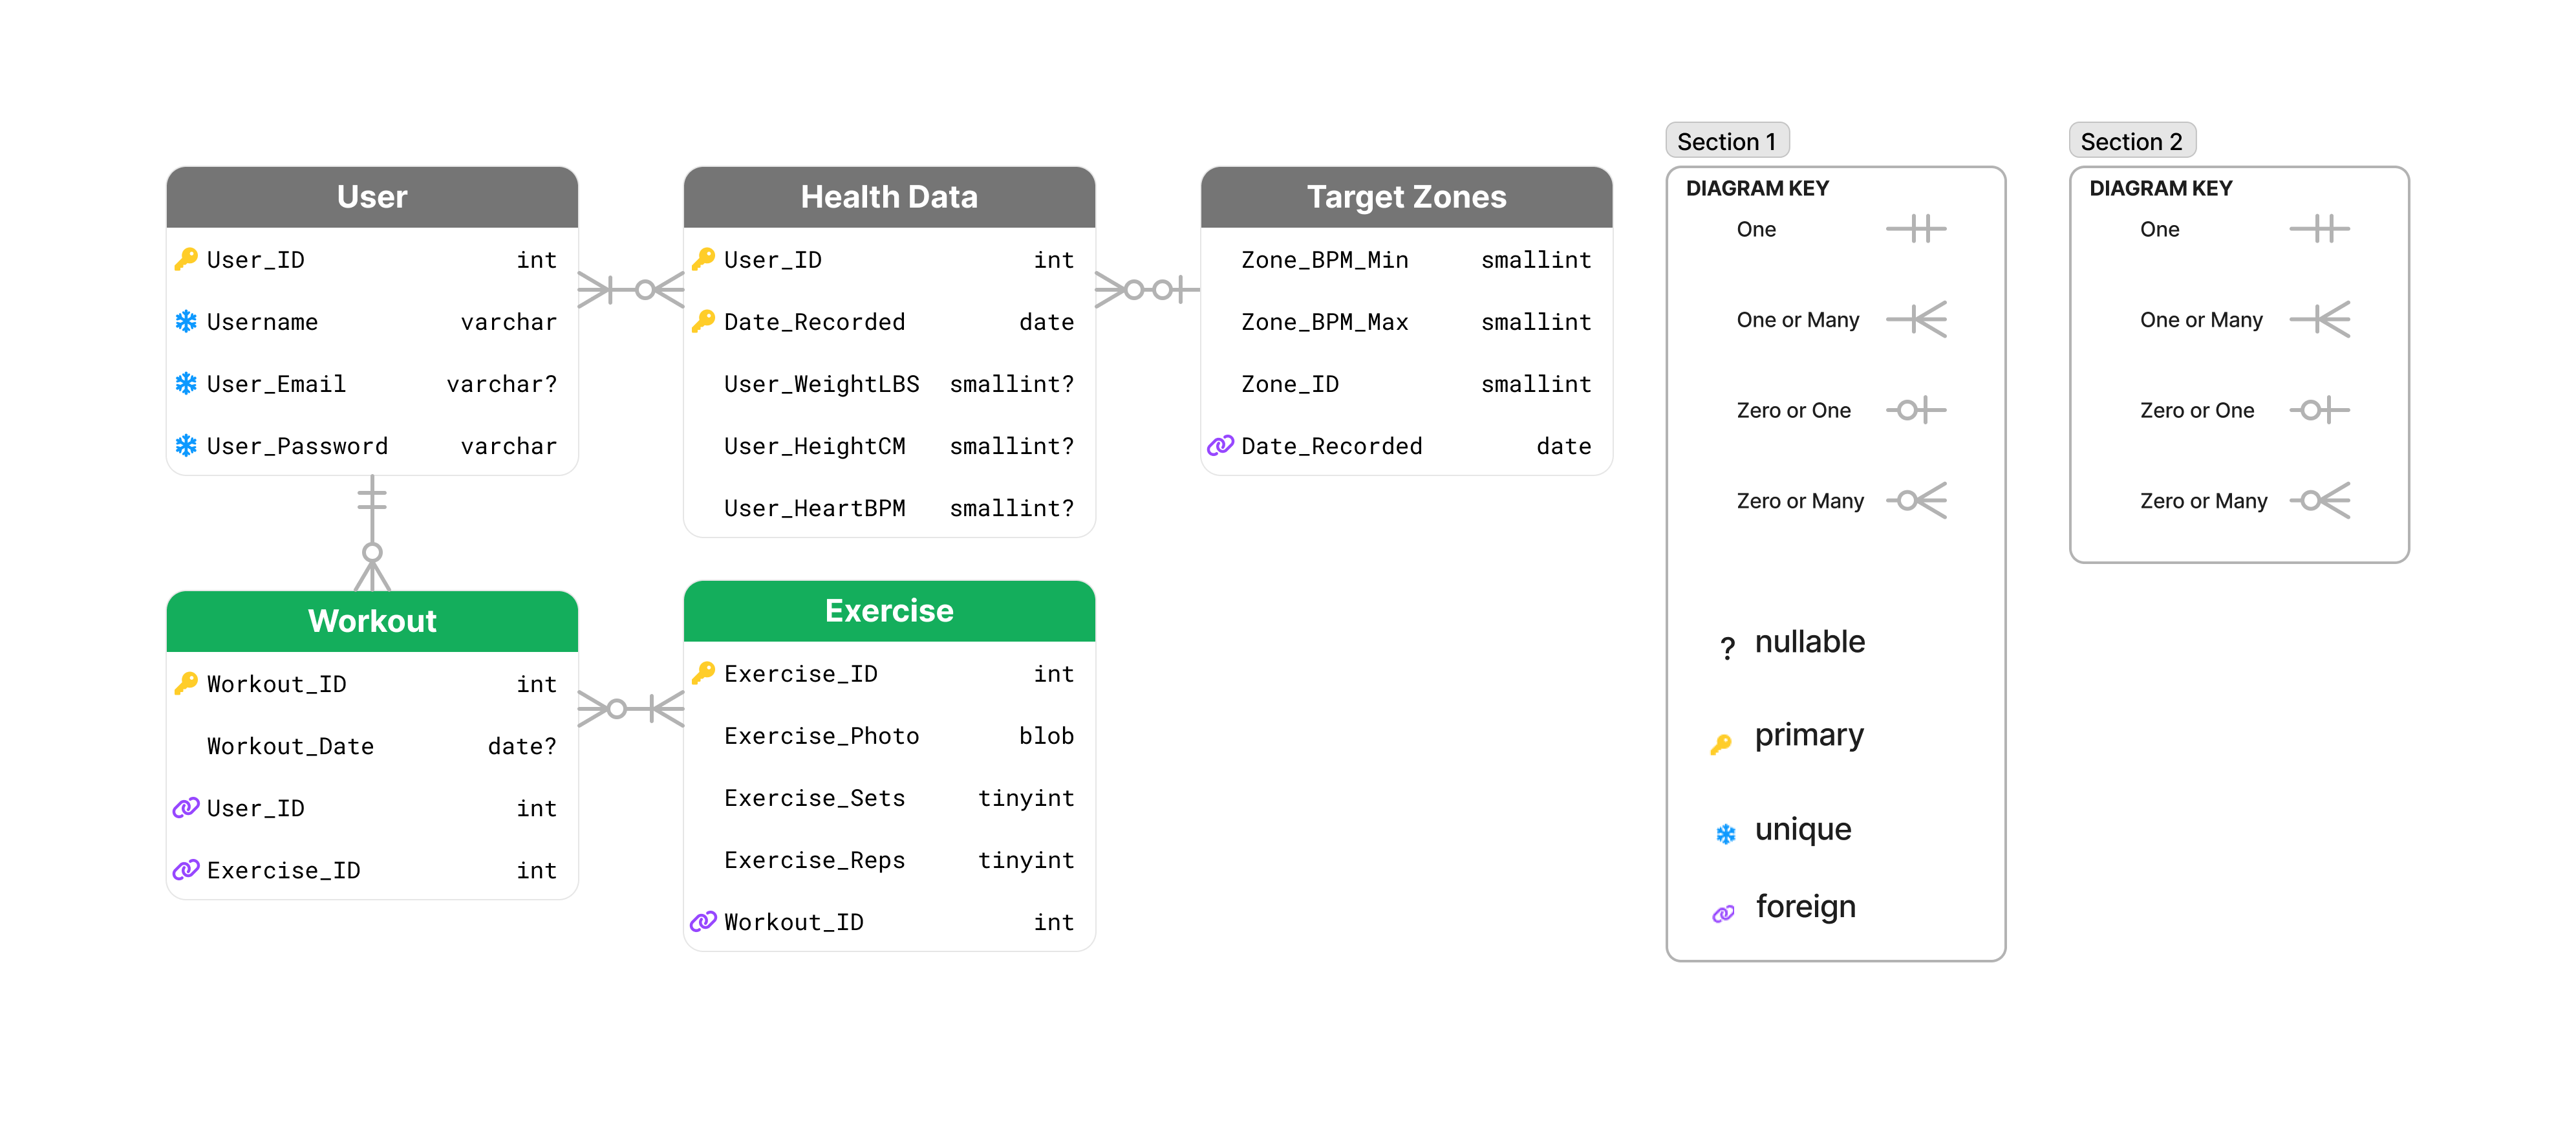 User
User_ID int
Username varchar
User_Email varchar?
User_Password varchar
Health Data
User_ID int
Date_Recorded date
User_WeightLBS smallint?
User_HeightCM smallint?
User_HeartBPM smallint?
Target Zones
Zone_BPM_Min smallint
Zone_BPM_Max smallint
Zone_ID smallint
Date_Recorded date
Workout
Workout_ID int
Workout_Date date?
User_ID int
Exercise_ID int
Exercise
Exercise_ID int
Exercise_Photo blob
Exercise_Sets tinyint
Exercise_Reps tinyint
Workout_ID int
Section 1
DIAGRAM KEY
One
One or Many
Zero or One
Zero or Many
? nullable
primary
unique
foreign
Section 2
DIAGRAM KEY
One
One or Many
Zero or One
Zero or Many